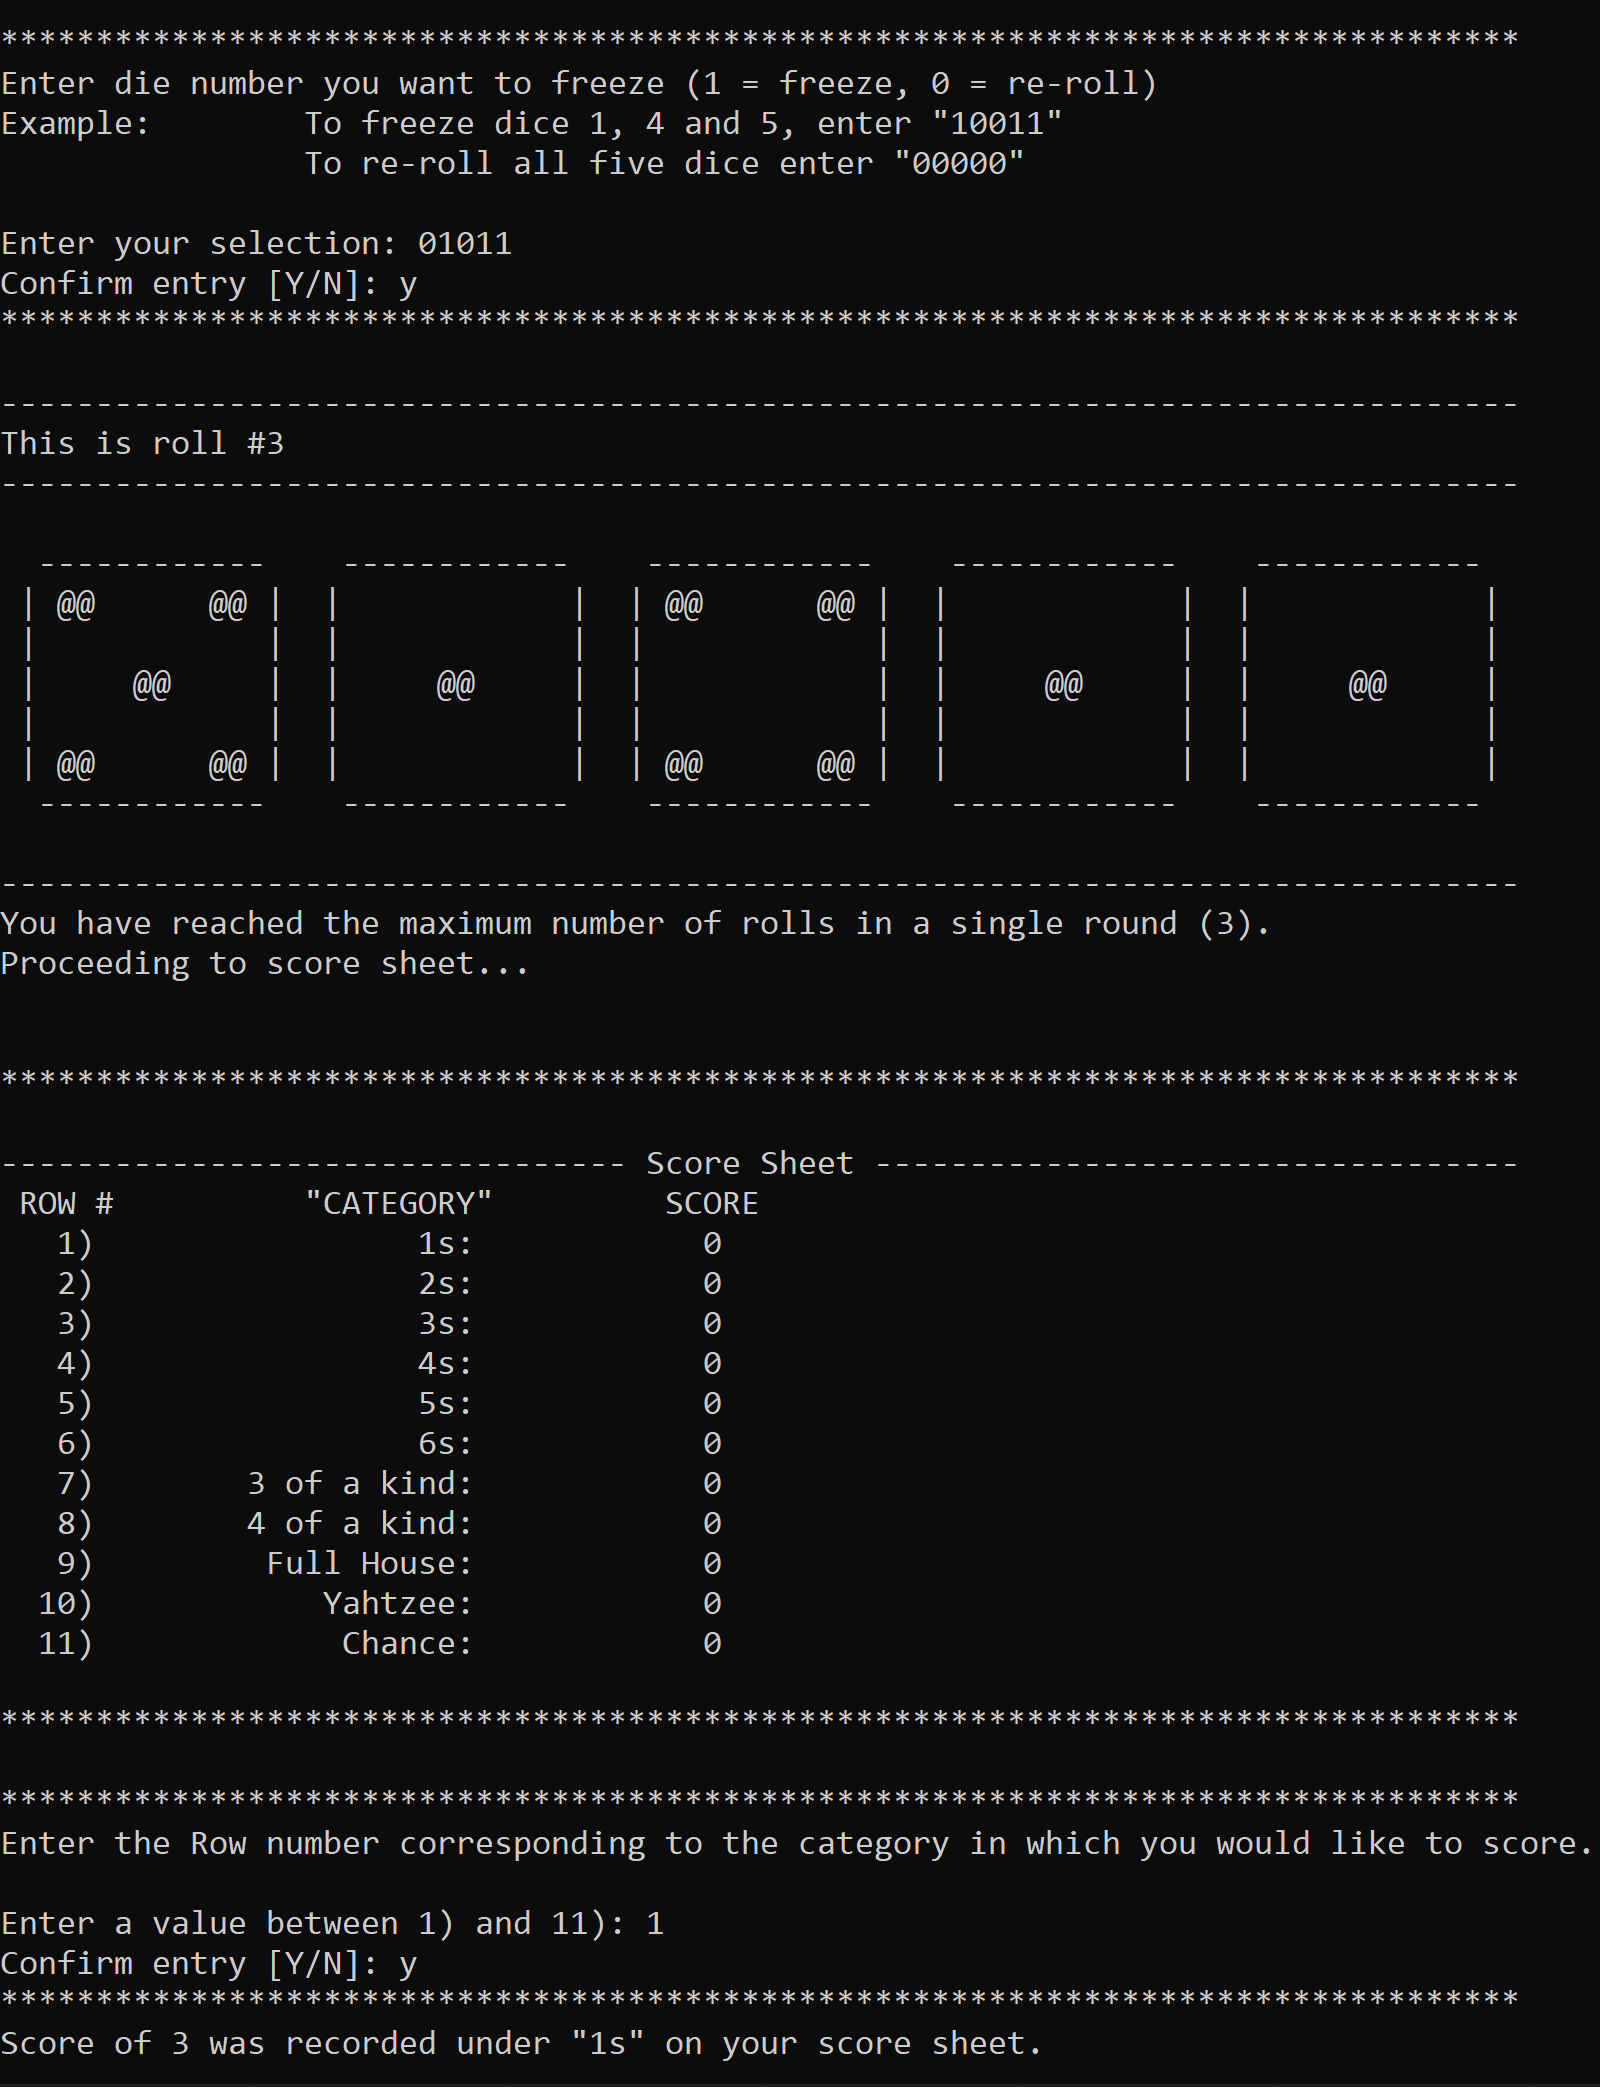 ********************************************************************************
Enter die number you want to freeze (1 = freeze, 0 = re-roll)
Example:        To freeze dice 1, 4 and 5, enter "10011"
                To re-roll all five dice enter "00000"
Enter your selection: 01011
Confirm entry [Y/N]: y
********************************************************************************
--------------------------------------------------------------------------------
This is roll #3
--------------------------------------------------------------------------------
  ------------    ------------    ------------    ------------    ------------
 | @@      @@ |  |            |  | @@      @@ |  |            |  |            |
 |            |  |            |  |            |  |            |  |            |
 |     @@     |  |     @@     |  |            |  |     @@     |  |     @@     |
 |            |  |            |  |            |  |            |  |            |
 | @@      @@ |  |            |  | @@      @@ |  |            |  |            |
  ------------    ------------    ------------    ------------    ------------
--------------------------------------------------------------------------------
You have reached the maximum number of rolls in a single round (3).
Proceeding to score sheet...
********************************************************************************
--------------------------------- Score Sheet ----------------------------------
 ROW #          "CATEGORY"         SCORE
   1)                 1s:            0
   2)                 2s:            0
   3)                 3s:            0
   4)                 4s:            0
   5)                 5s:            0
   6)                 6s:            0
   7)        3 of a kind:            0
   8)        4 of a kind:            0
   9)         Full House:            0
  10)            Yahtzee:            0
  11)             Chance:            0
********************************************************************************
********************************************************************************
Enter the Row number corresponding to the category in which you would like to score.
Enter a value between 1) and 11): 1
Confirm entry [Y/N]: y
********************************************************************************
Score of 3 was recorded under "1s" on your score sheet.